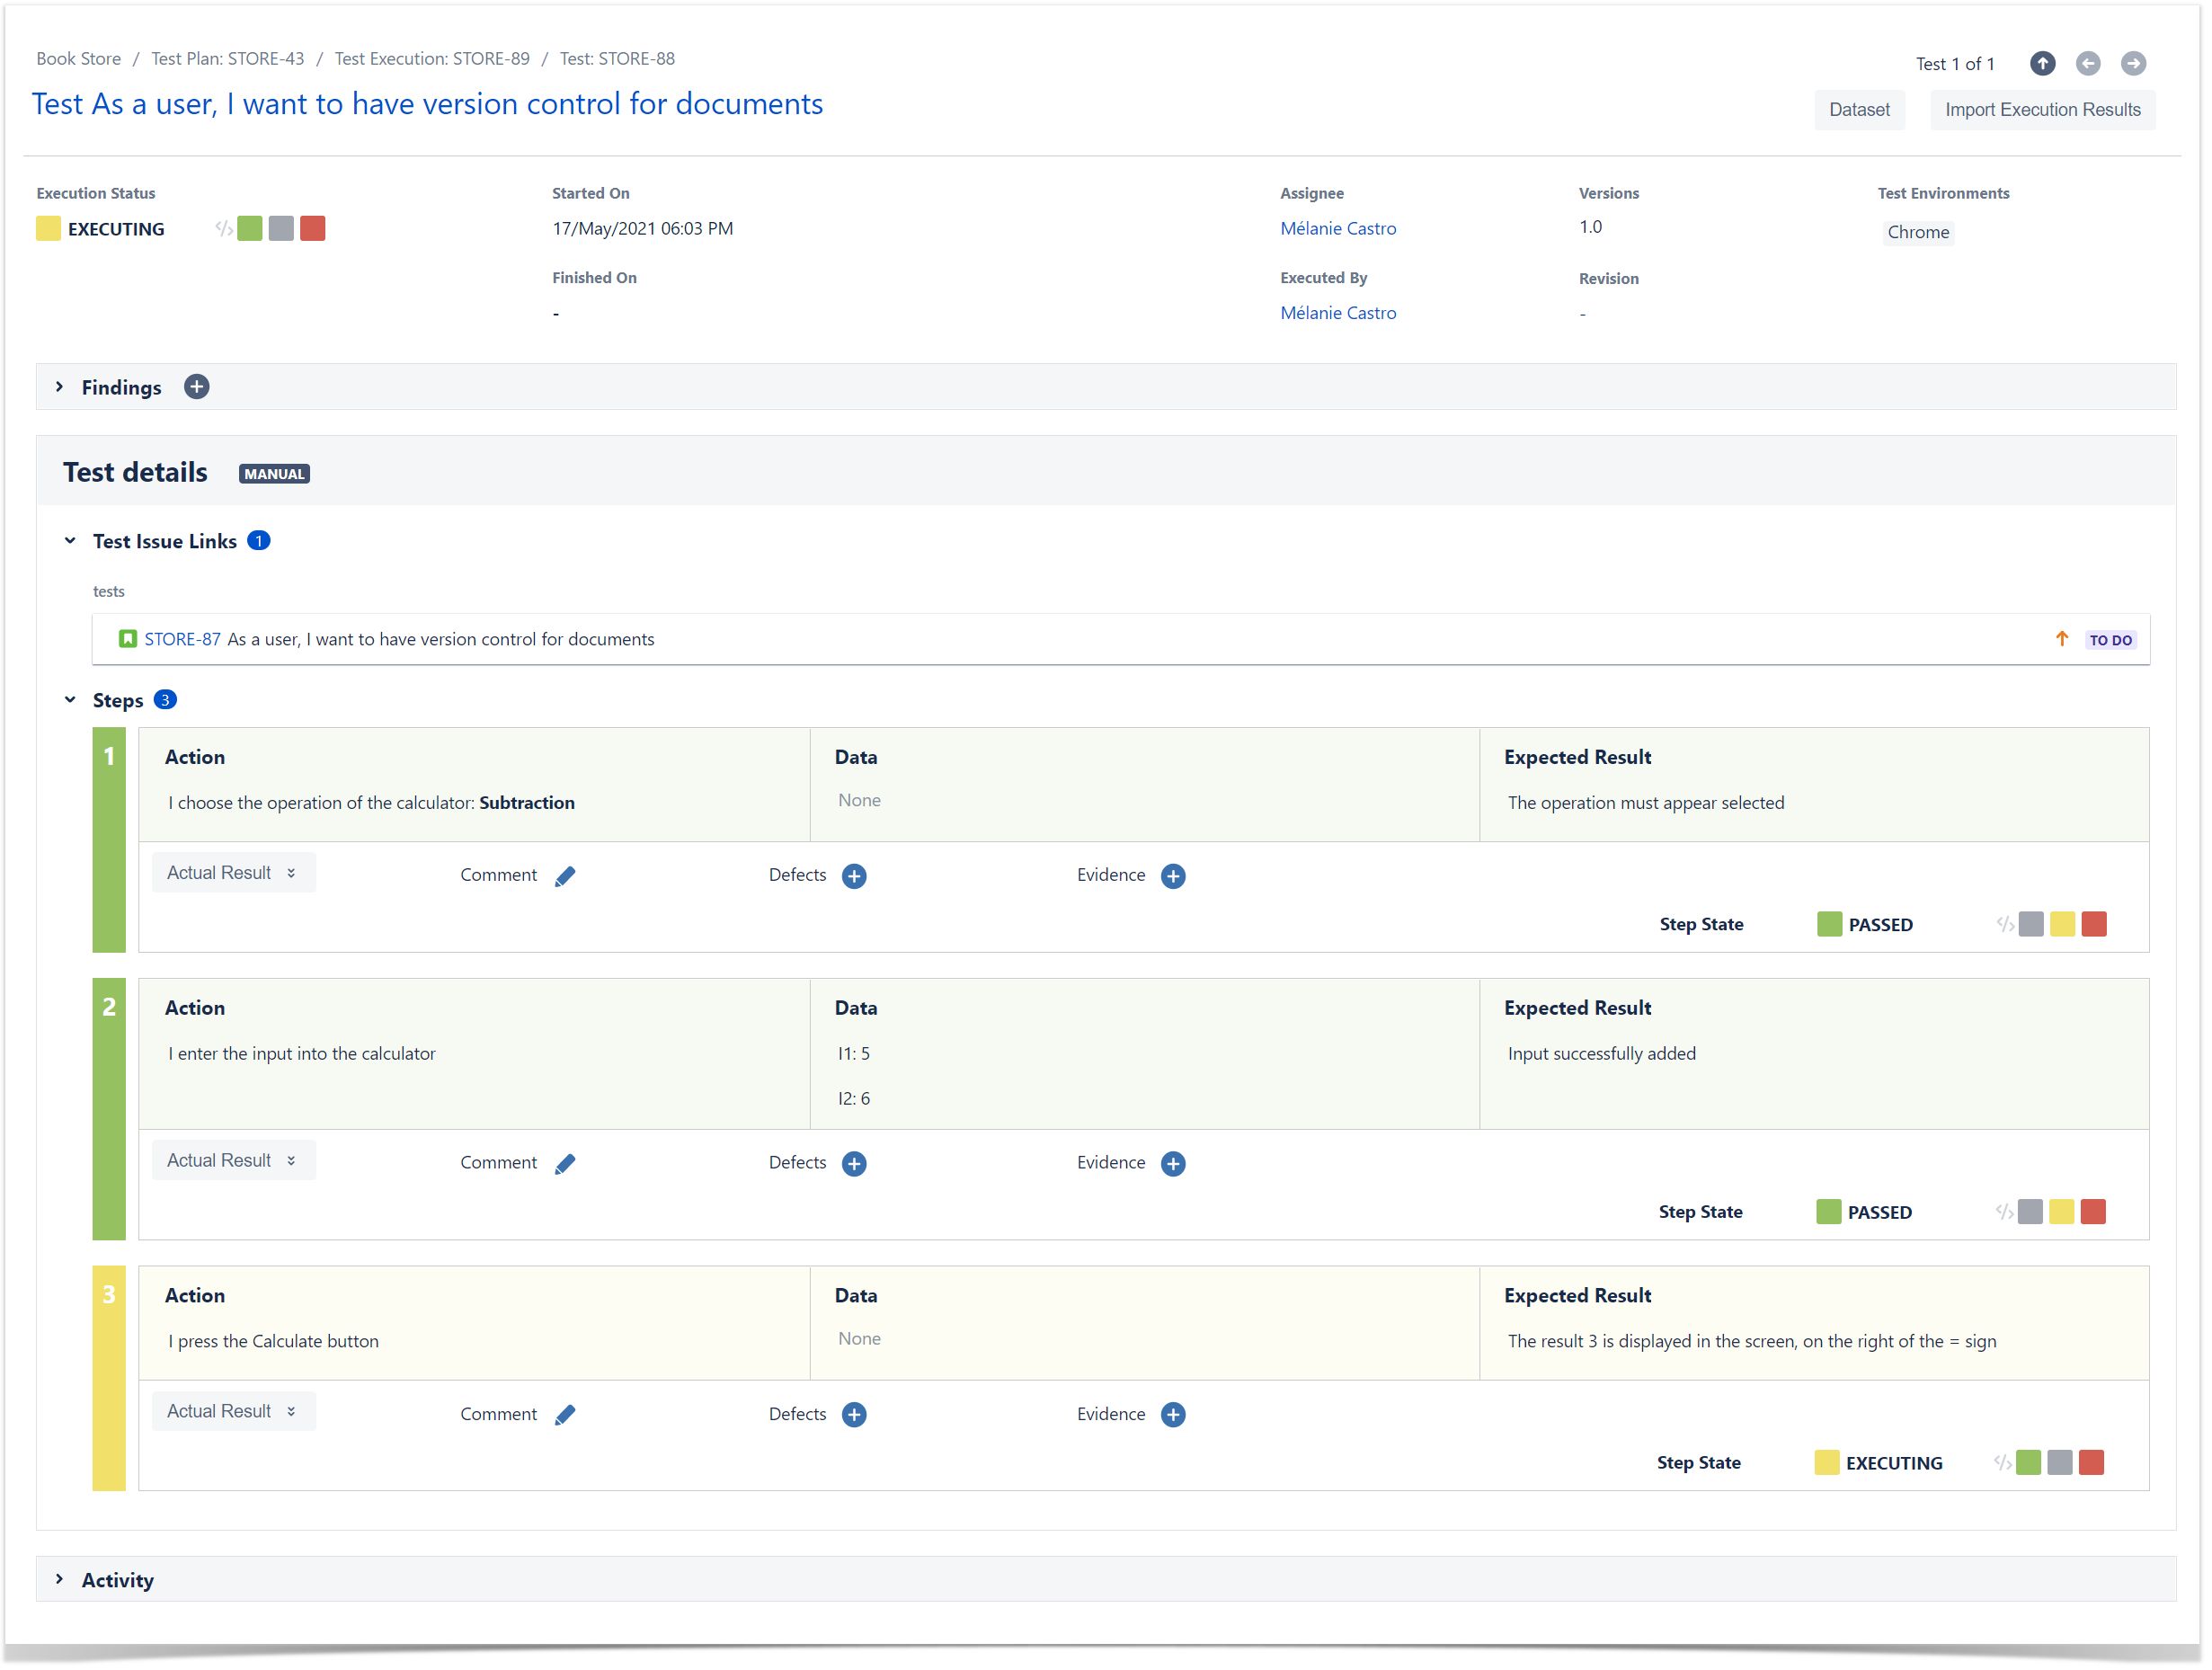 Book Store / Test Plan: STORE-43 / Test Execution: STORE-89 / Test: STORE-88
Test 1 of 1
Test As a user, I want to have version control for documents
Dataset
Import Execution Results
Execution Status
Started On
Assignee
Versions
Test Environments
EXECUTING
</>
17/May/2021 06:03 PM
Mélanie Castro
1.0
Chrome
Finished On
Executed By
Revision
-
Mélanie Castro
-
Findings
Test details MANUAL
Test Issue Links 1
tests
STORE-87 As a user, I want to have version control for documents
TO DO
Steps 3
1
Action
Data
Expected Result
I choose the operation of the calculator: Subtraction
None
The operation must appear selected
Actual Result
Comment
Defects
Evidence
Step State
PASSED
</>
2
Action
Data
Expected Result
I enter the input into the calculator
I1: 5
Input successfully added
I2: 6
Actual Result
Comment
Defects
Evidence
Step State
PASSED
</>
3
Action
Data
Expected Result
I press the Calculate button
None
The result 3 is displayed in the screen, on the right of the = sign
Actual Result
Comment
Defects
Evidence
Step State
EXECUTING
</>
Activity